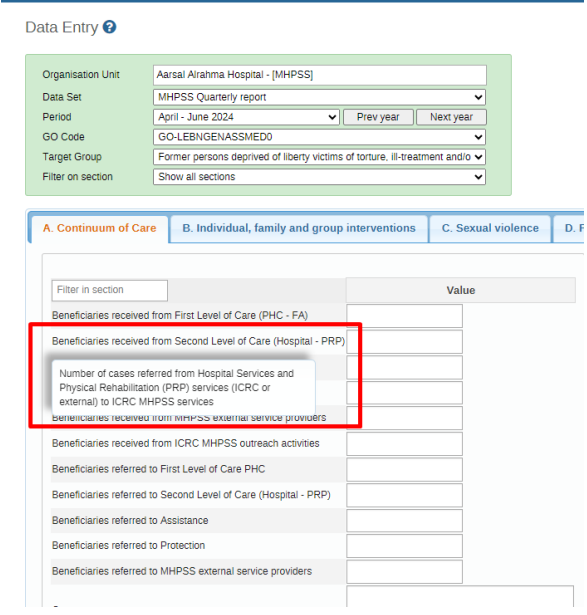 Data Entry
Organisation Unit Aarsal Alrahma Hospital - [MHPSS]
Data Set MHPSS Quarterly report
Period April - June 2024 Prev year Next year
GO Code GO-LEBNGENASSMED0
Target Group Former persons deprived of liberty victims of torture, ill-treatment and/o
Filter on section Show all sections
A. Continuum of Care B. Individual, family and group interventions C. Sexual violence D.
Filter in section Value
Beneficiaries received from First Level of Care (PHC - FA)
Beneficiaries received from Second Level of Care (Hospital - PRP)
Number of cases referred from Hospital Services and
Physical Rehabilitation (PRP) services (ICRC or
external) to ICRC MHPSS services
Beneficiaries received from MHPSS external service providers
Beneficiaries received from ICRC MHPSS outreach activities
Beneficiaries referred to First Level of Care PHC
Beneficiaries referred to Second Level of Care (Hospital - PRP)
Beneficiaries referred to Assistance
Beneficiaries referred to Protection
Beneficiaries referred to MHPSS external service providers